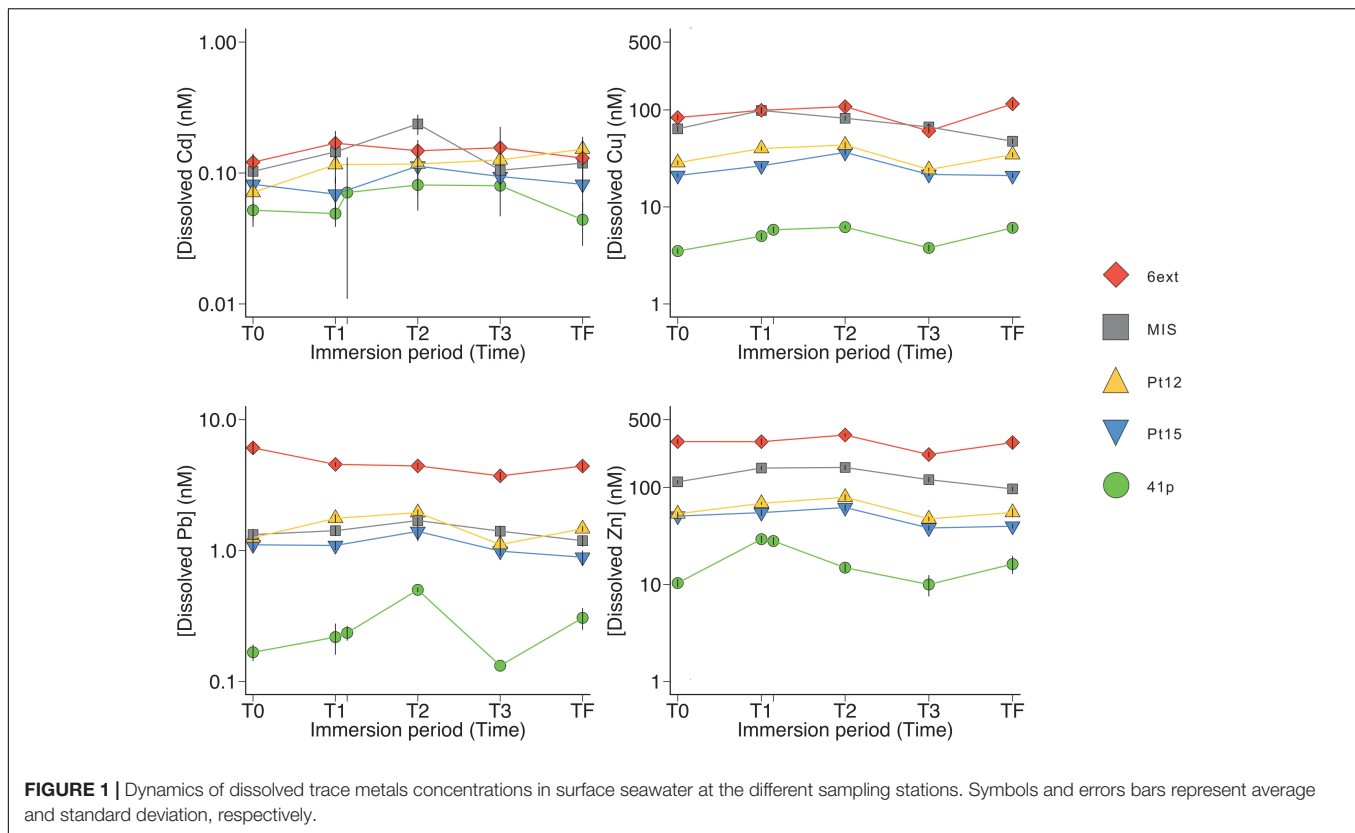 1.00
0.10
0.01
[Dissolved Cd] (nM)
T0 T1 T2 T3 TF
Immersion period (Time)
500
100
10
1
[Dissolved Cu] (nM)
T0 T1 T2 T3 TF
Immersion period (Time)
10.0
1.0
0.1
[Dissolved Pb] (nM)
T0 T1 T2 T3 TF
Immersion period (Time)
500
100
10
1
[Dissolved Zn] (nM)
T0 T1 T2 T3 TF
Immersion period (Time)
6ext
MIS
Pt12
Pt15
41p
FIGURE 1 | Dynamics of dissolved trace metals concentrations in surface seawater at the different sampling stations. Symbols and errors bars represent average
and standard deviation, respectively.